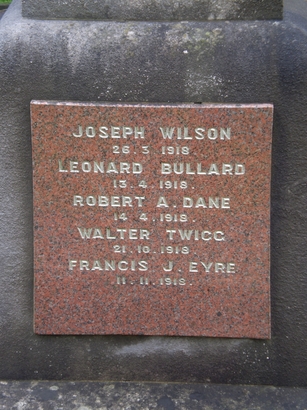 JOSEPH WILSON
26.3.1918.
LEONARD BULLARD
13.4.1918.
ROBERT A. DANE
14.4.1918.
WALTER TWIGG
21.10.1918
FRANCIS J. EYRE
11.11.1918.